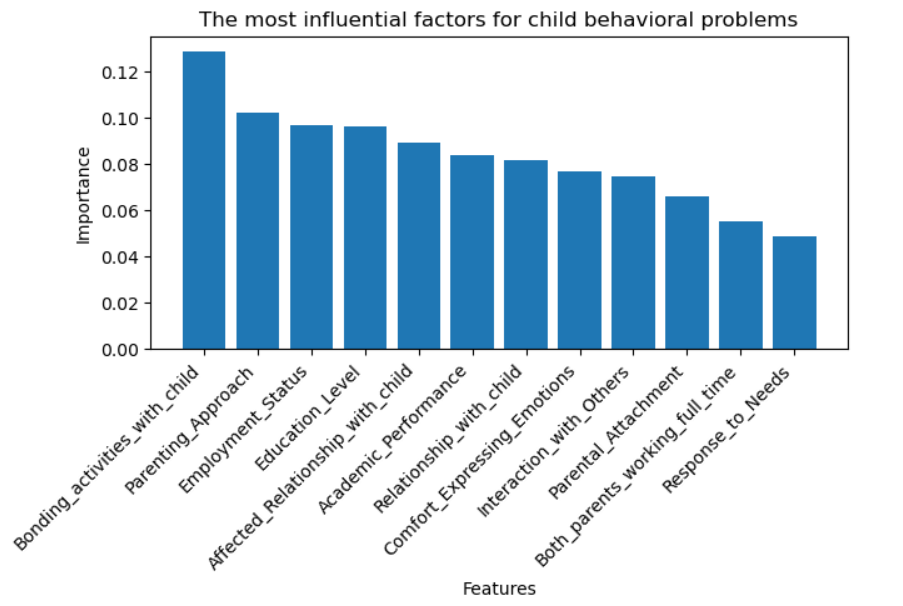 The most influential factors for child behavioral problems
Importance
0.12
0.10
0.08
0.06
0.04
0.02
0.00
Bonding_activities_with_child
Parenting_Approach
Employment_Status
Education_Level
Affected_Relationship_with_child
Academic_Performance
Relationship_with_child
Comfort_Expressing_Emotions
Interaction_with_Others
Parental_Attachment
Both_parents_working_full_time
Response_to_Needs
Features